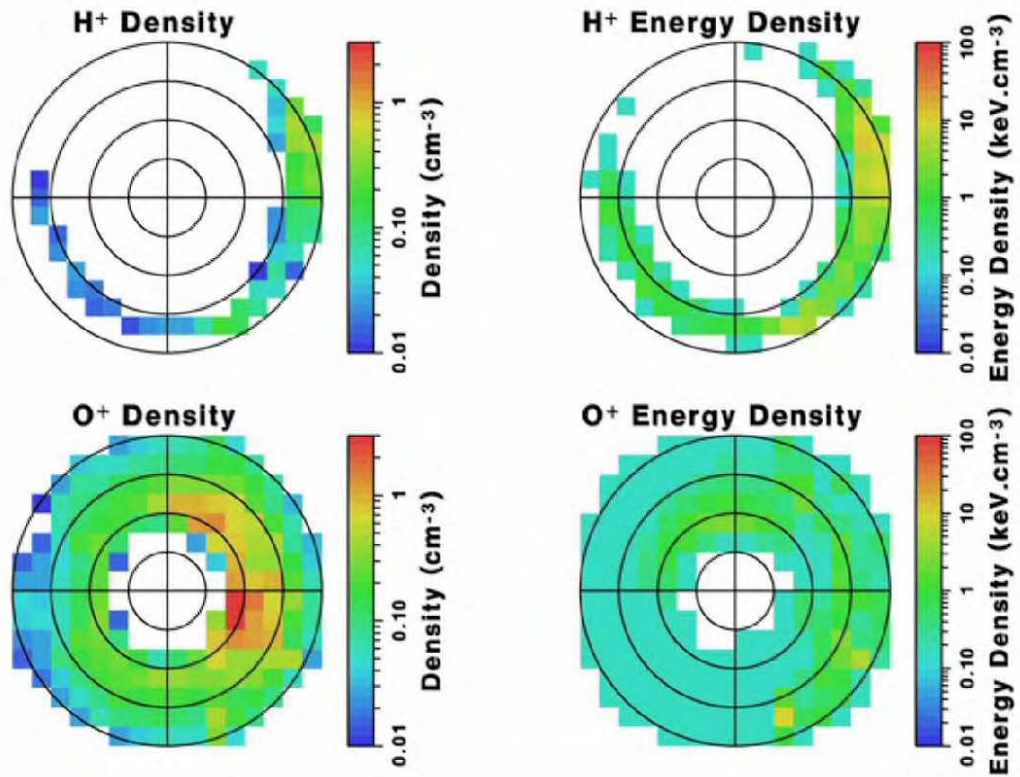 H+ Density
H+ Energy Density
1
0.10
0.01
Density (cm-3)
100
10
1
0.10
0.01
Energy Density (keV.cm-3)
O+ Density
O+ Energy Density
1
0.10
0.01
Density (cm-3)
100
10
1
0.10
0.01
Energy Density (keV.cm-3)